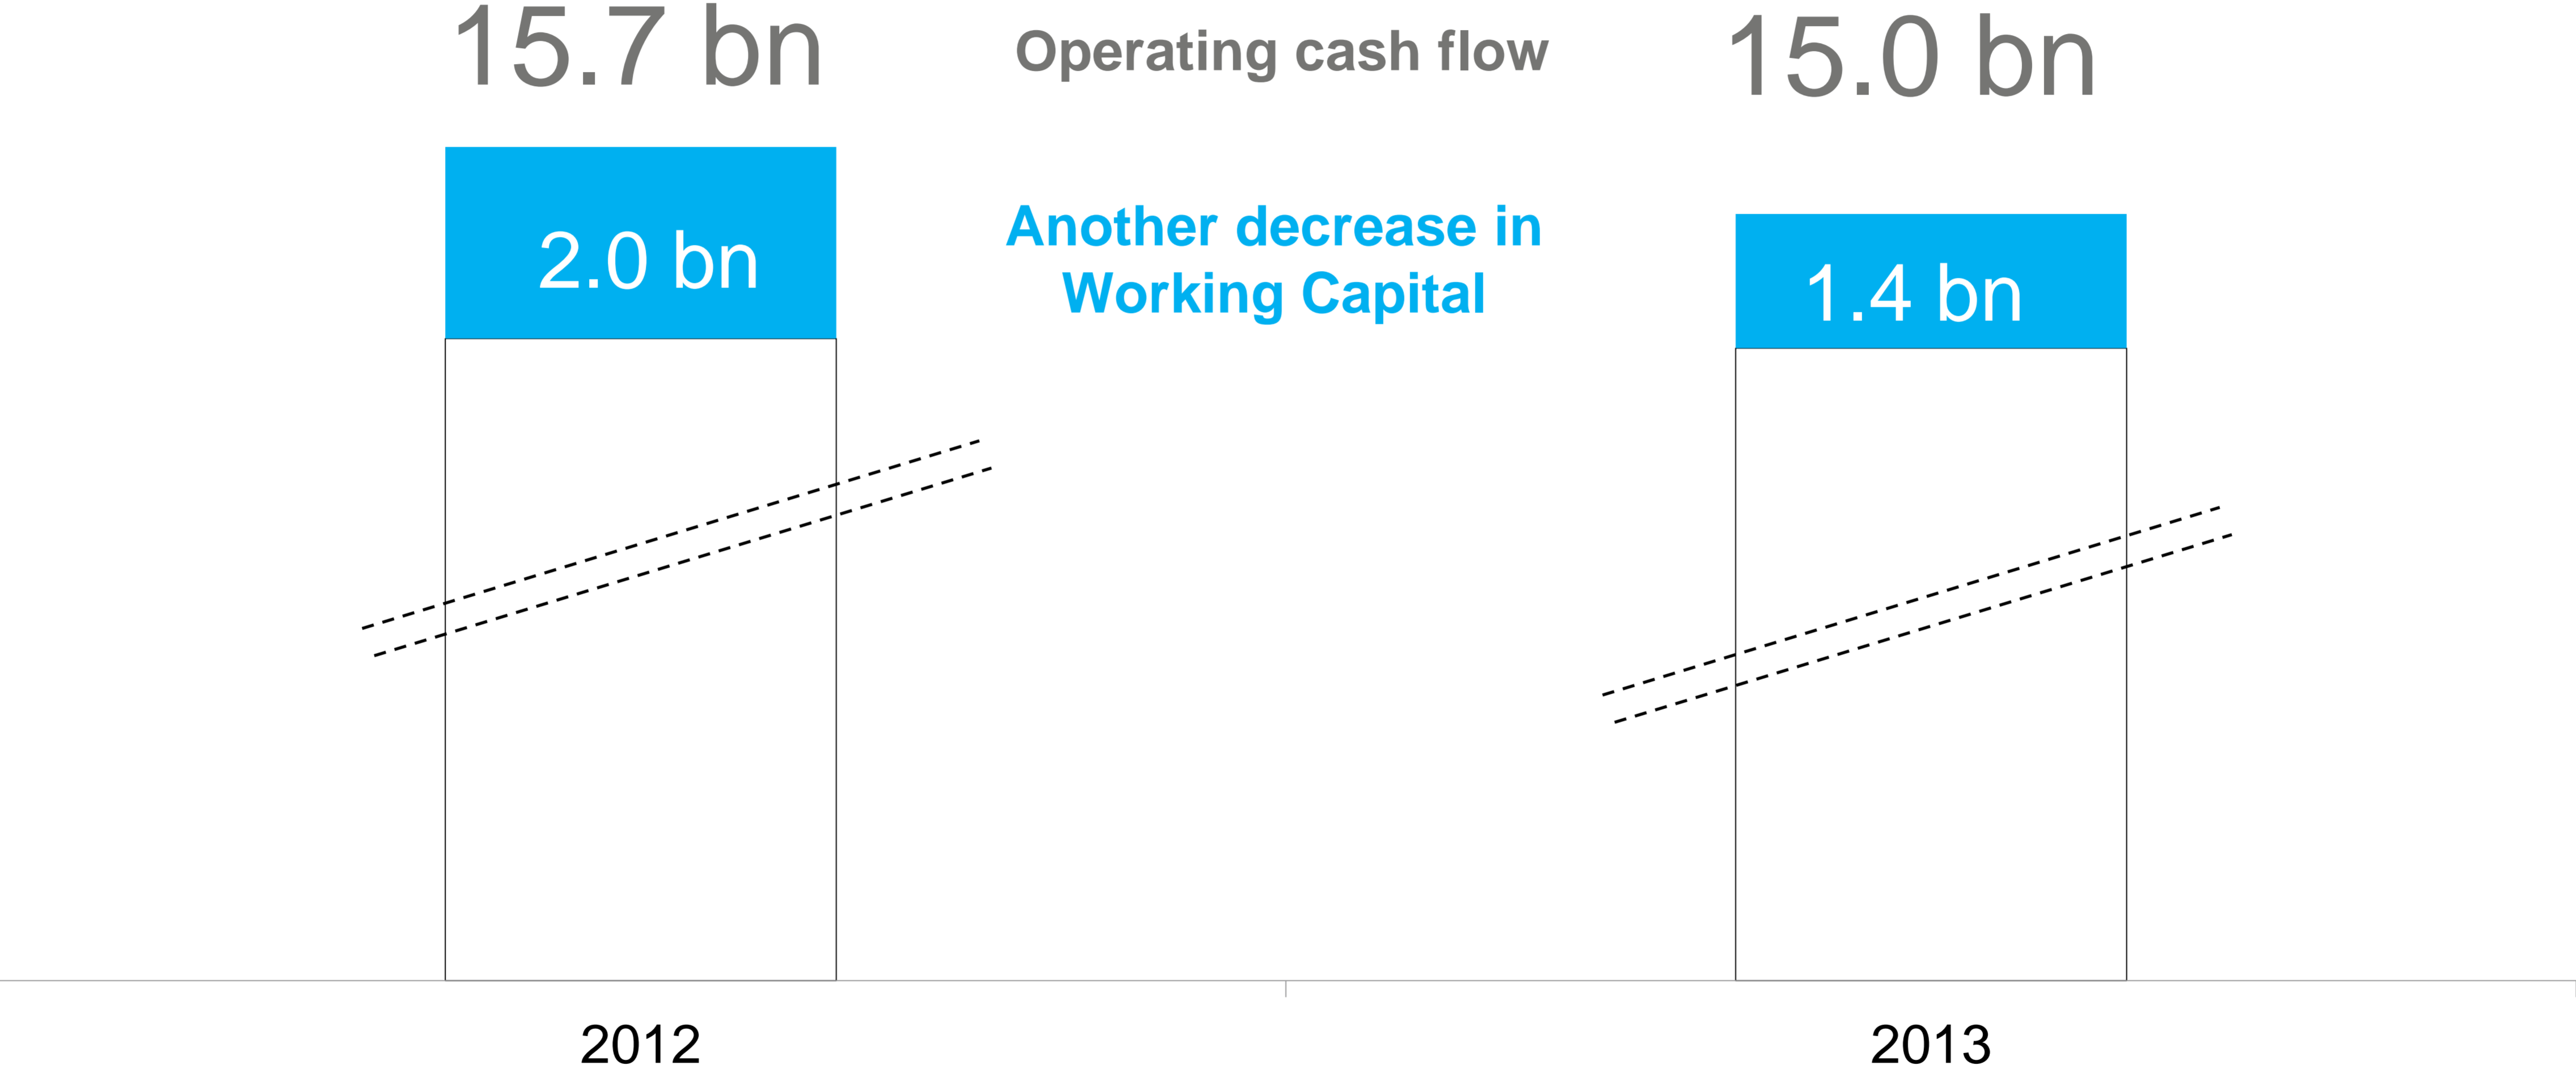 15.7 bn
Operating cash flow
15.0 bn
Another decrease in
Working Capital
2.0 bn
1.4 bn
2012
2013